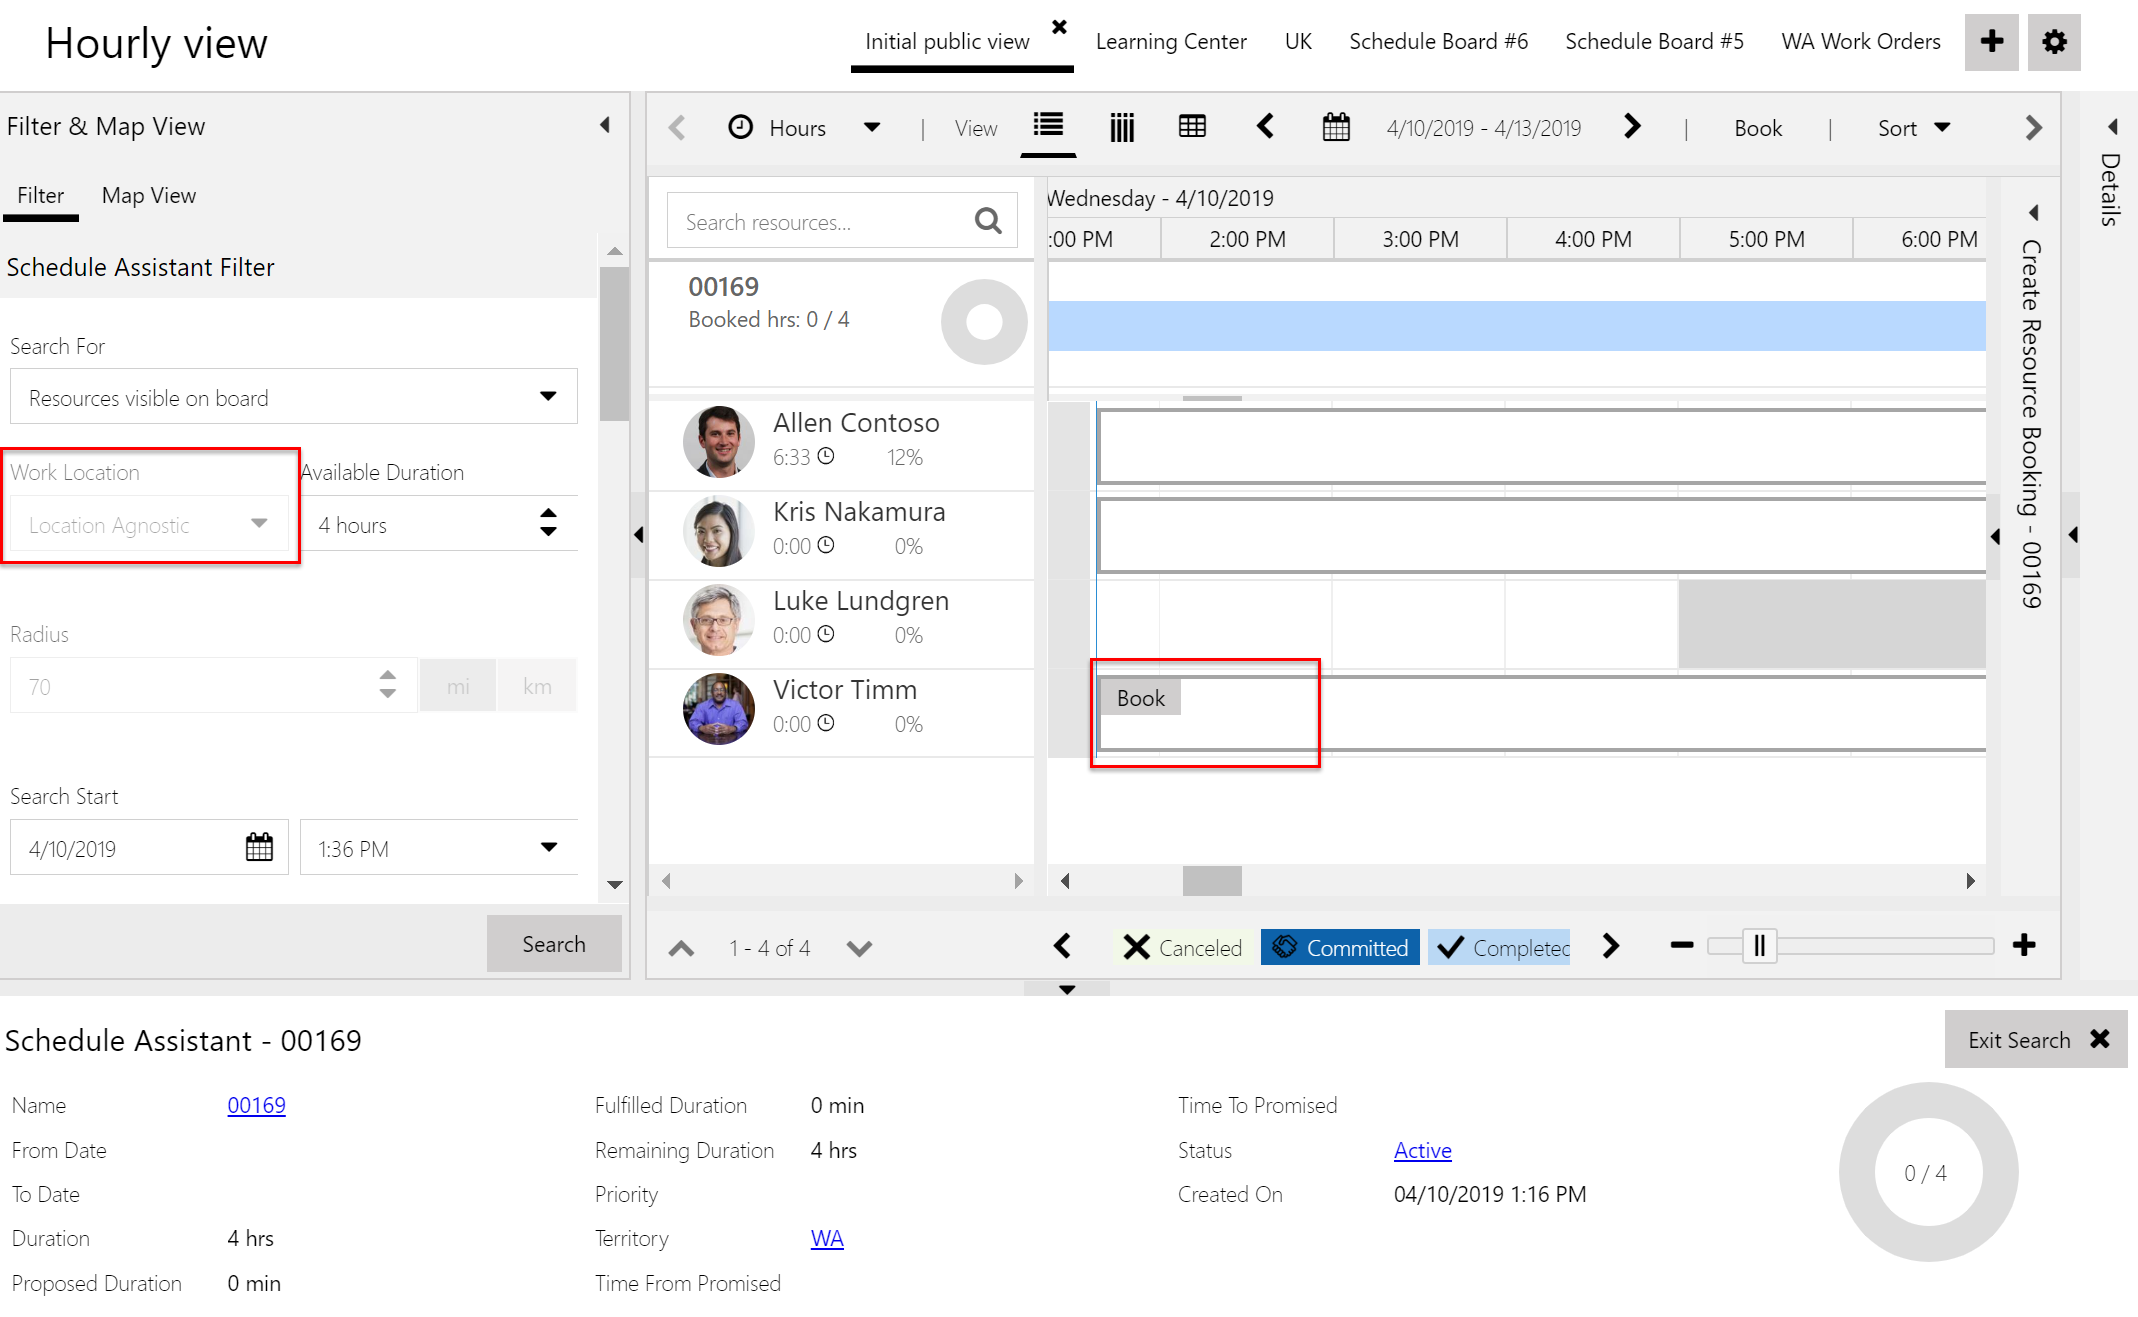 Hourly view
Initial public view
Learning Center
UK
Schedule Board #6
Schedule Board #5
WA Work Orders
Filter & Map View
Filter
Map View
Schedule Assistant Filter
Search For
Resources visible on board
Work Location
Available Duration
Location Agnostic
4 hours
Radius
70
mi
km
Search Start
4/10/2019
1:36 PM
Search
Hours
|
View
4/10/2019 - 4/13/2019
|
Book
|
Sort
Search resources...
Wednesday - 4/10/2019
:00 PM
2:00 PM
3:00 PM
4:00 PM
5:00 PM
6:00 PM
00169
Booked hrs: 0 / 4
Allen Contoso
6:33
12%
Kris Nakamura
0:00
0%
Luke Lundgren
0:00
0%
Victor Timm
0:00
0%
Book
1 - 4 of 4
Canceled
Committed
Completed
Create Resource Booking - 00169
Details
Schedule Assistant - 00169
Exit Search
Name
00169
From Date
To Date
Duration
4 hrs
Proposed Duration
0 min
Fulfilled Duration
0 min
Remaining Duration
4 hrs
Priority
Territory
WA
Time From Promised
Time To Promised
Status
Active
Created On
04/10/2019 1:16 PM
0 / 4